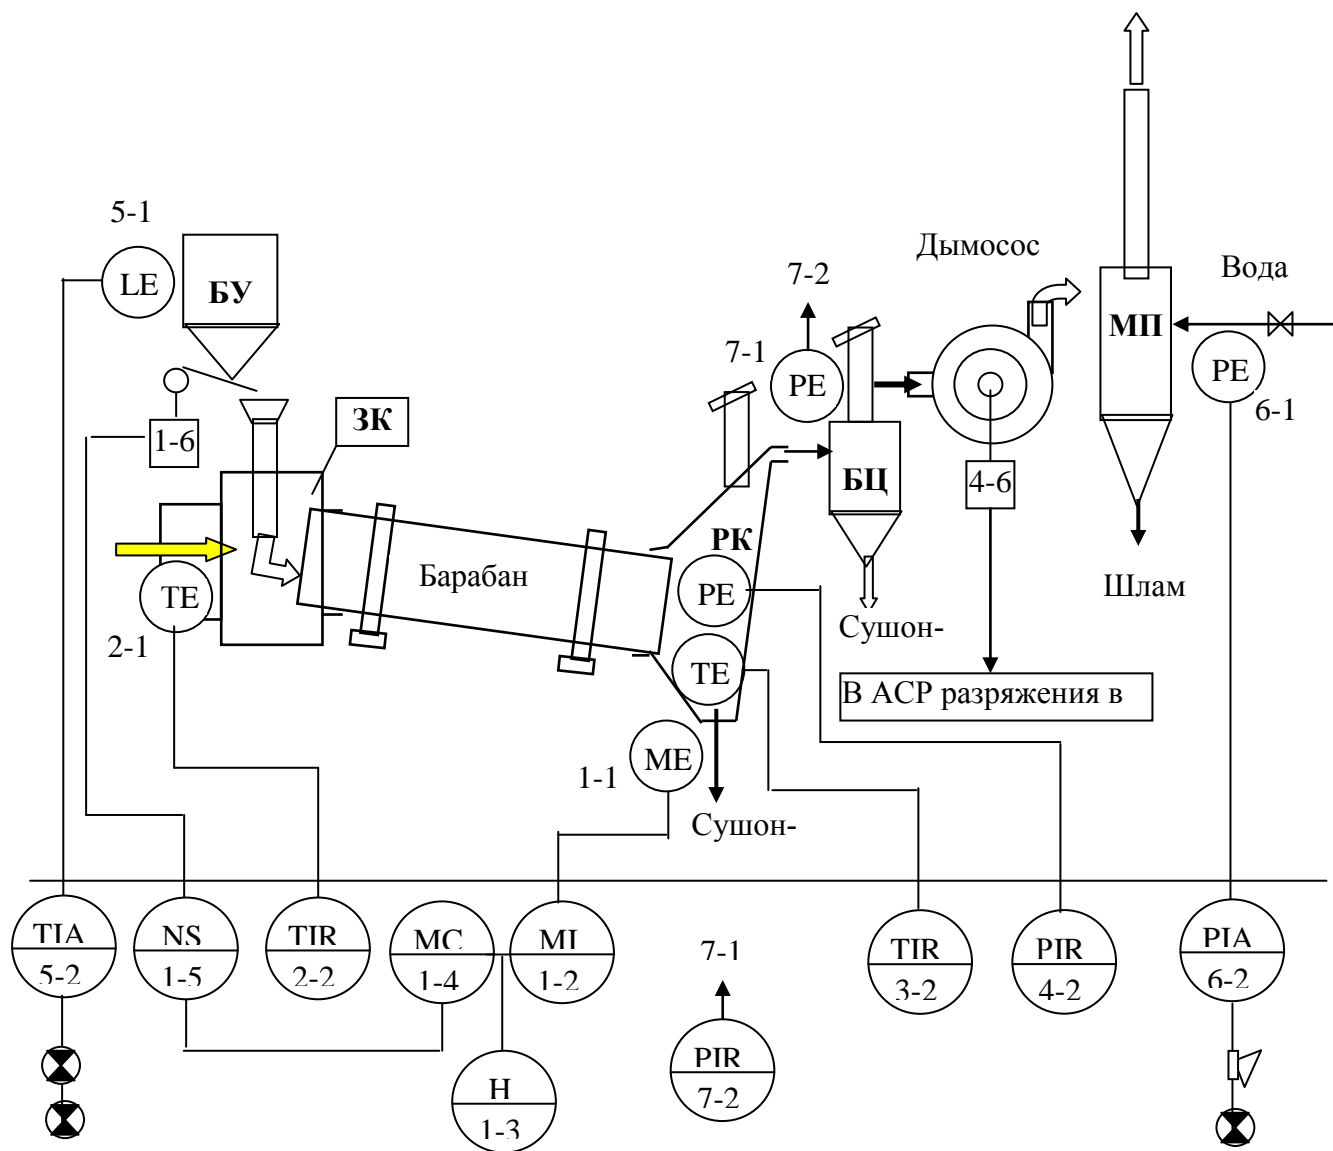 5-1
LE
БУ
1-6
ЗК
TE
2-1
Барабан
7-2
7-1
PE
Дымосос
БЦ
4-6
МП
Вода
PE
6-1
РК
PE
TE
ME
1-1
Сушон-
Сушон-
Шлам
В АСР разряжения в
TIA
5-2
NS
1-5
TIR
2-2
MC
1-4
MI
1-2
H
1-3
7-1
PIR
7-2
TIR
3-2
PIR
4-2
PIA
6-2